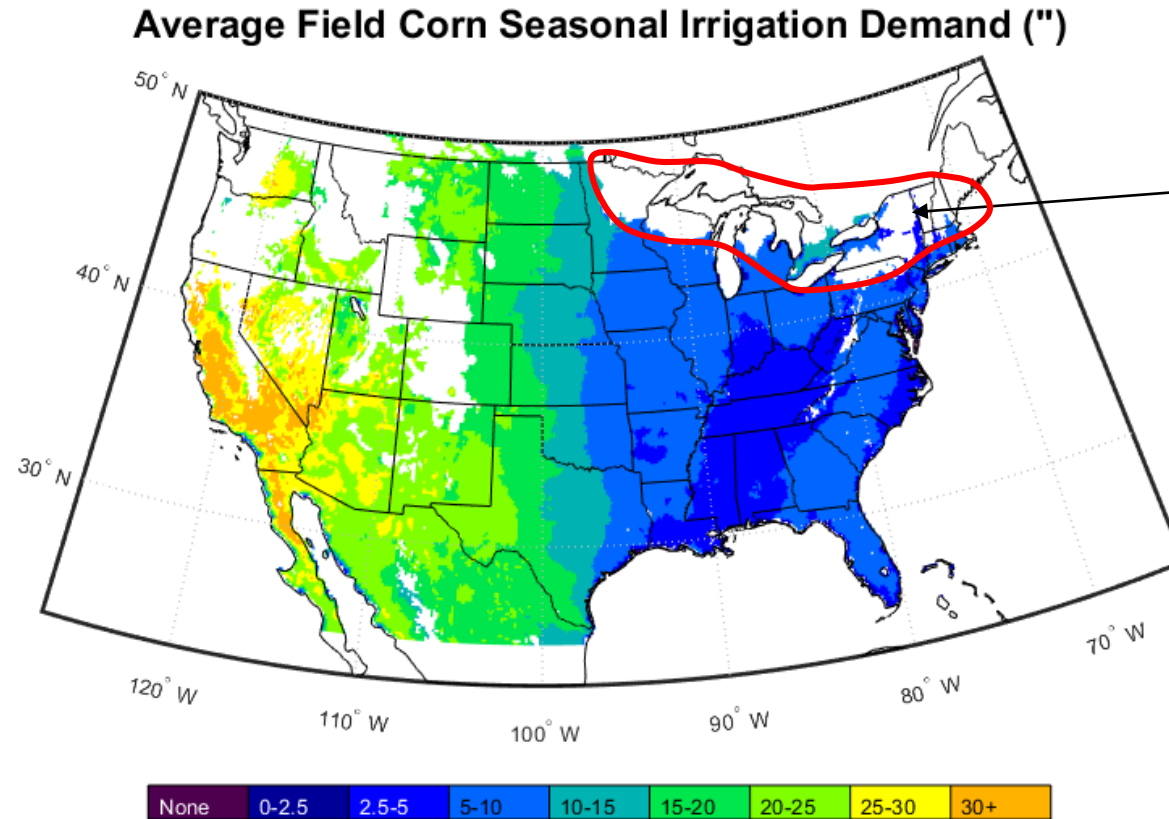 Average Field Corn Seasonal Irrigation Demand (")
50° N
40° N
30° N
120° W
110° W
100° W
90° W
80° W
70° W
None 0-2.5 2.5-5 5-10 10-15 15-20 20-25 25-30 30+